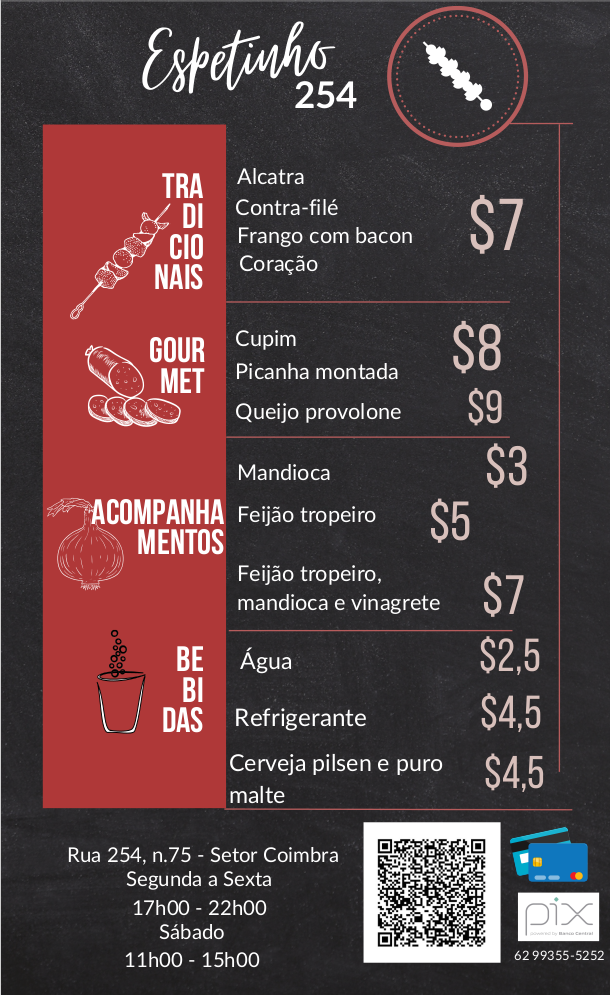 Espetinho
254
TRA
DI
CIO
NAIS
Alcatra
Contra-filé
Frango com bacon
Coração
$7
GOUR
MET
Cupim
Picanha montada
$8
Queijo provolone
$9
ACOMPANHA
MENTOS
Mandioca
$3
Feijão tropeiro
$5
Feijão tropeiro,
mandioca e vinagrete
$7
BE
BI
DAS
Água
$2,5
Refrigerante
$4,5
Cerveja pilsen e puro
malte
$4,5
Rua 254, n.75 - Setor Coimbra
Segunda a Sexta
17h00 - 22h00
Sábado
11h00 - 15h00
pix
powered by Banco Central
62 99355-5252